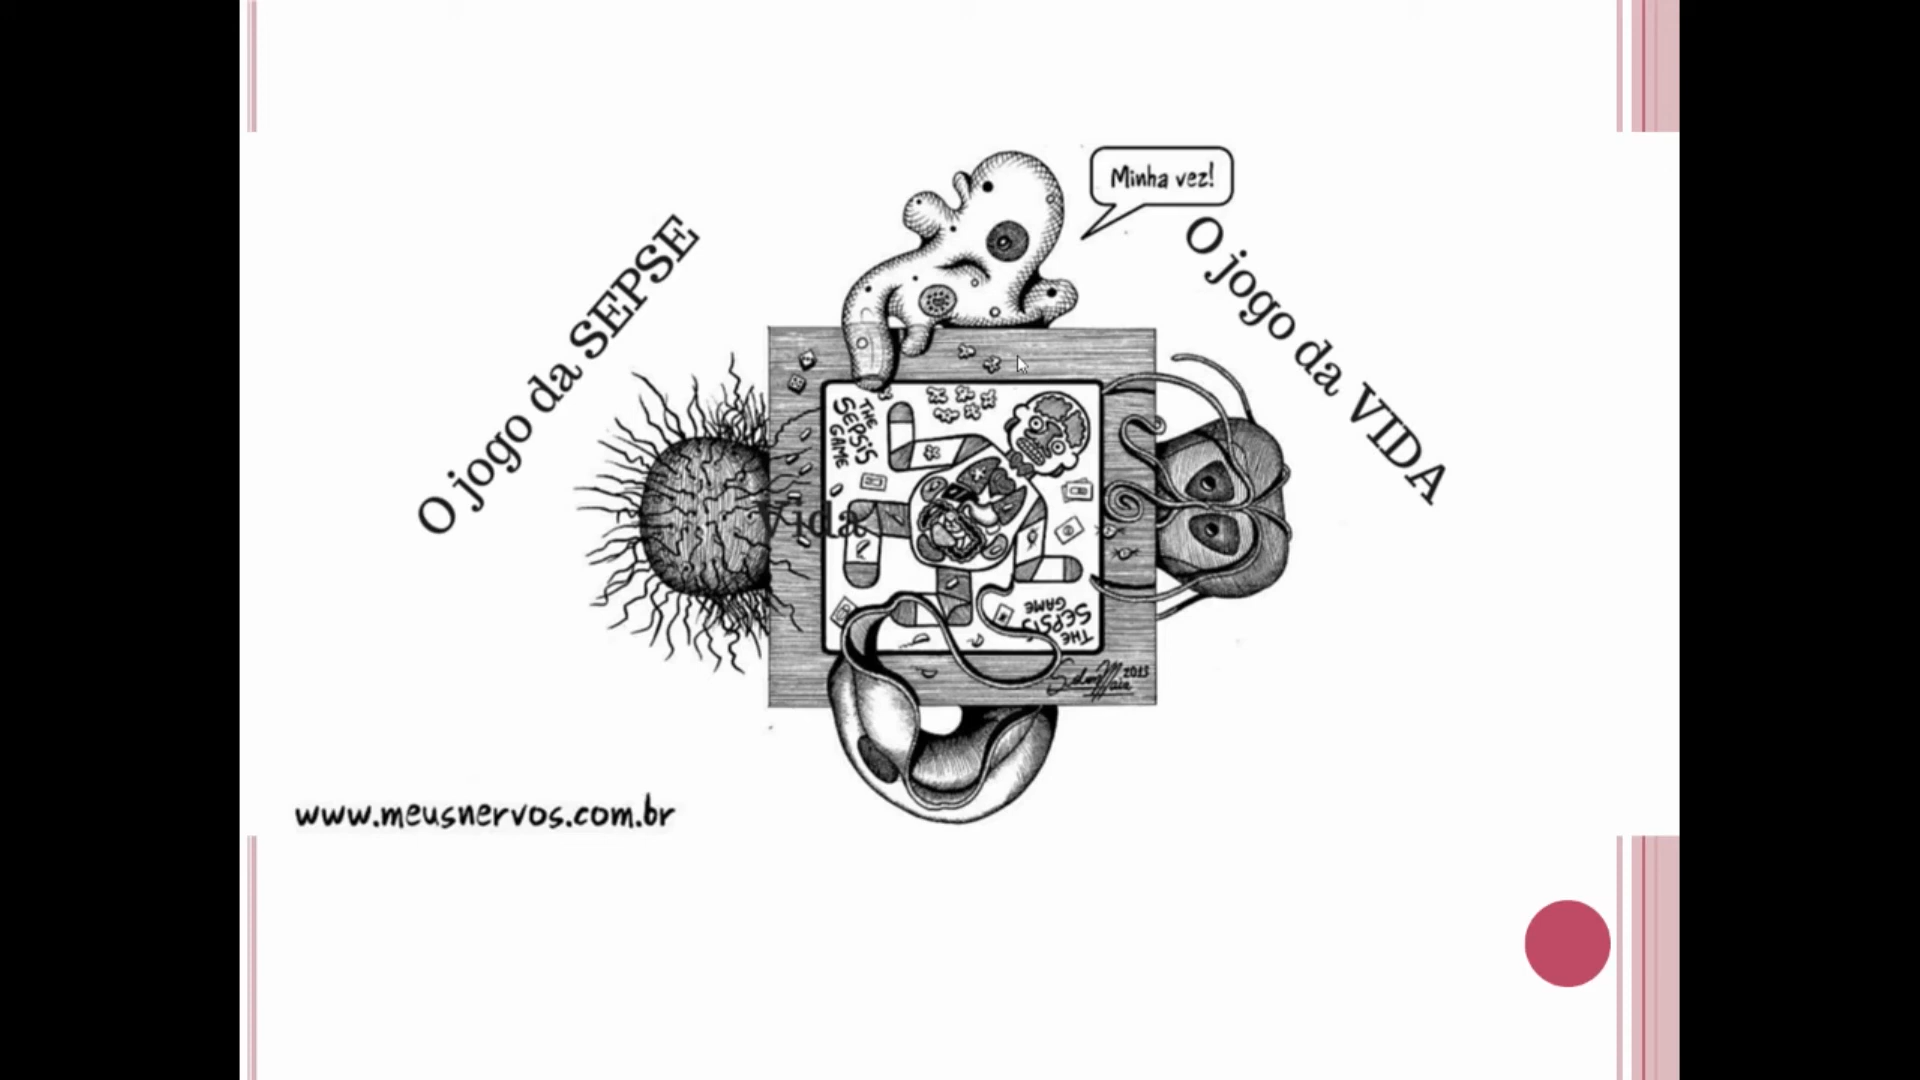 Minha vez!
O jogo da SEPSE
O jogo da VIDA
THE
SEPSIS
GAME
Vida
THE
SEPSIS
GAME
2013
www.meusnervos.com.br